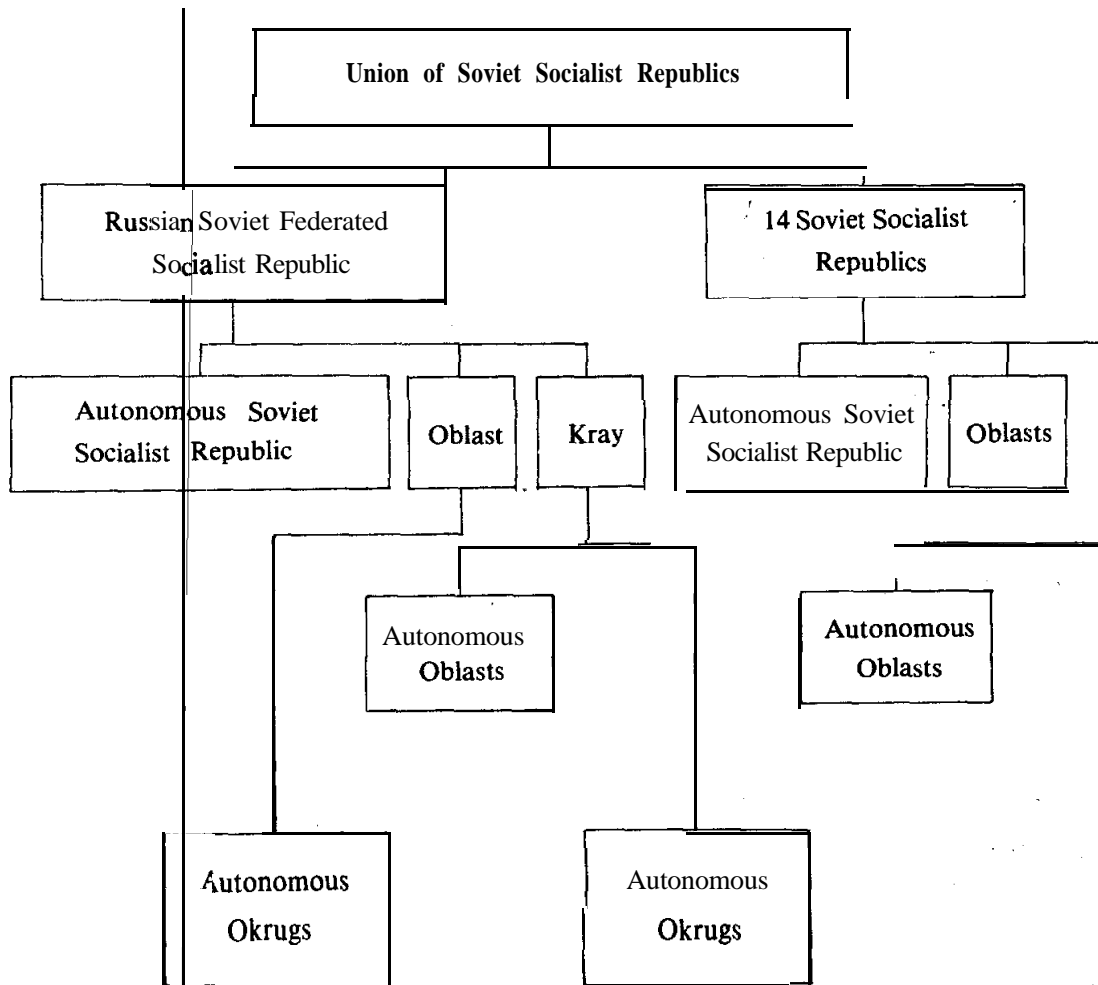 Union of Soviet Socialist Republics
Russian Soviet Federated
Socialist Republic
14 Soviet Socialist
Republics
Autonomous Soviet
Socialist Republic
Oblast
Kray
Autonomous Soviet
Socialist Republic
Oblasts
Autonomous
Oblasts
Autonomous
Oblasts
Autonomous
Okrugs
Autonomous
Okrugs